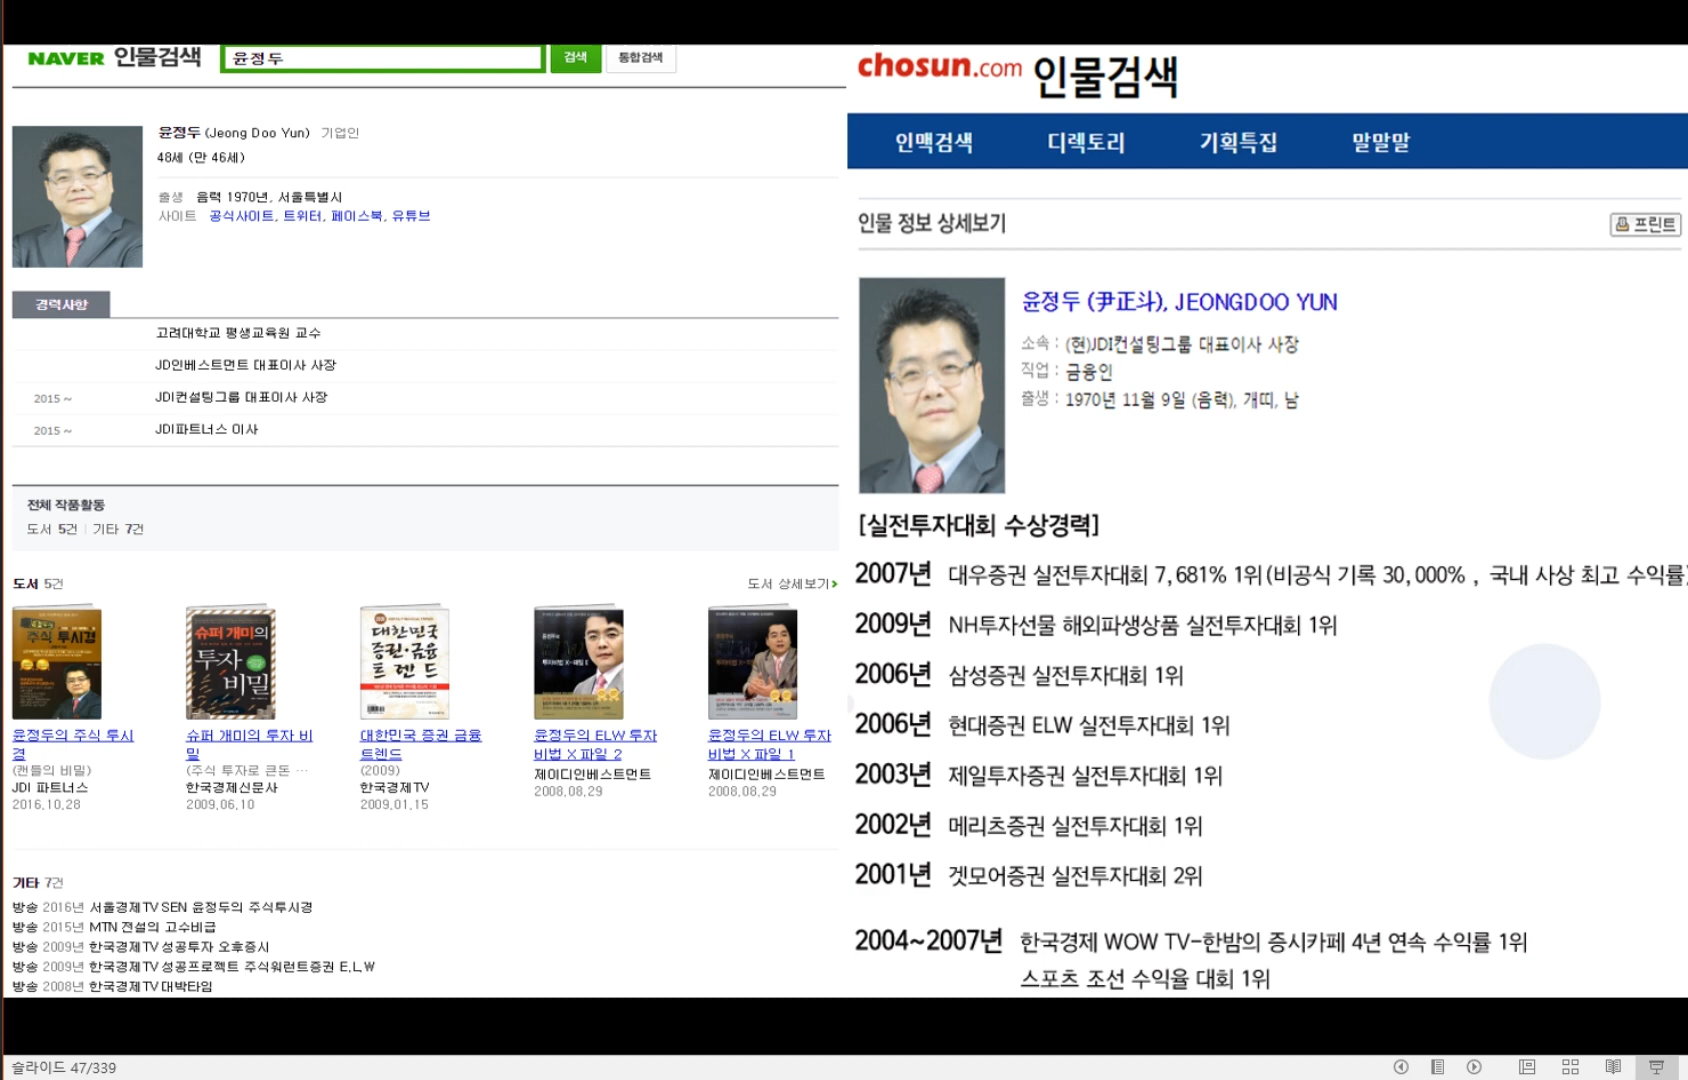 NAVER 인물검색 윤정두 검색 통합검색
윤정두 (Jeong Doo Yun) 기업인
48세 (만 46세)
출생 음력 1970년, 서울특별시
사이트 공식사이트, 트위터, 페이스북, 유튜브
경력사항
고려대학교 평생교육원 교수
JD인베스트먼트 대표이사 사장
2015 ~ JDI컨설팅그룹 대표이사 사장
2015 ~ JDI파트너스 이사
전체 작품활동
도서 5건 기타 7건
도서 5건 도서 상세보기
주식 투시경
슈퍼 개미의
투자
비밀
대한민국
증권·금융
트렌드
윤정두의 주식 투시
경
(캔들의 비밀)
JDI 파트너스
2016.10.28
슈퍼 개미의 투자 비
밀
(주식 투자로 큰돈 ···
한국경제신문사
2009.06.10
대한민국 증권 금융
트렌드
(2009)
한국경제TV
2009.01.15
윤정두의 ELW 투자
비법 X 파일 2
제이디인베스트먼트
2008.08.29
윤정두의 ELW 투자
비법 X 파일 1
제이디인베스트먼트
2008.08.29
기타 7건
방송 2016년 서울경제TV SEN 윤정두의 주식투시경
방송 2015년 MTN 전설의 고수비급
방송 2009년 한국경제TV 성공투자 오후증시
방송 2009년 한국경제TV 성공프로젝트 주식워런트증권 E.L.W
방송 2008년 한국경제TV 대박타임
chosun.com 인물검색
인맥검색 디렉토리 기획특집 말말말
인물 정보 상세보기 프린트
윤정두 (尹正斗), JEONGDOO YUN
소속 : (현)JDI컨설팅그룹 대표이사 사장
직업 : 금융인
출생 : 1970년 11월 9일 (음력), 개띠, 남
[실전투자대회 수상경력]
2007년 대우증권 실전투자대회 7,681% 1위(비공식 기록 30,000% , 국내 사상 최고 수익률)
2009년 NH투자선물 해외파생상품 실전투자대회 1위
2006년 삼성증권 실전투자대회 1위
2006년 현대증권 ELW 실전투자대회 1위
2003년 제일투자증권 실전투자대회 1위
2002년 메리츠증권 실전투자대회 1위
2001년 겟모어증권 실전투자대회 2위
2004~2007년 한국경제 WOW TV-한밤의 증시카페 4년 연속 수익률 1위
스포츠 조선 수익율 대회 1위
슬라이드 47/339